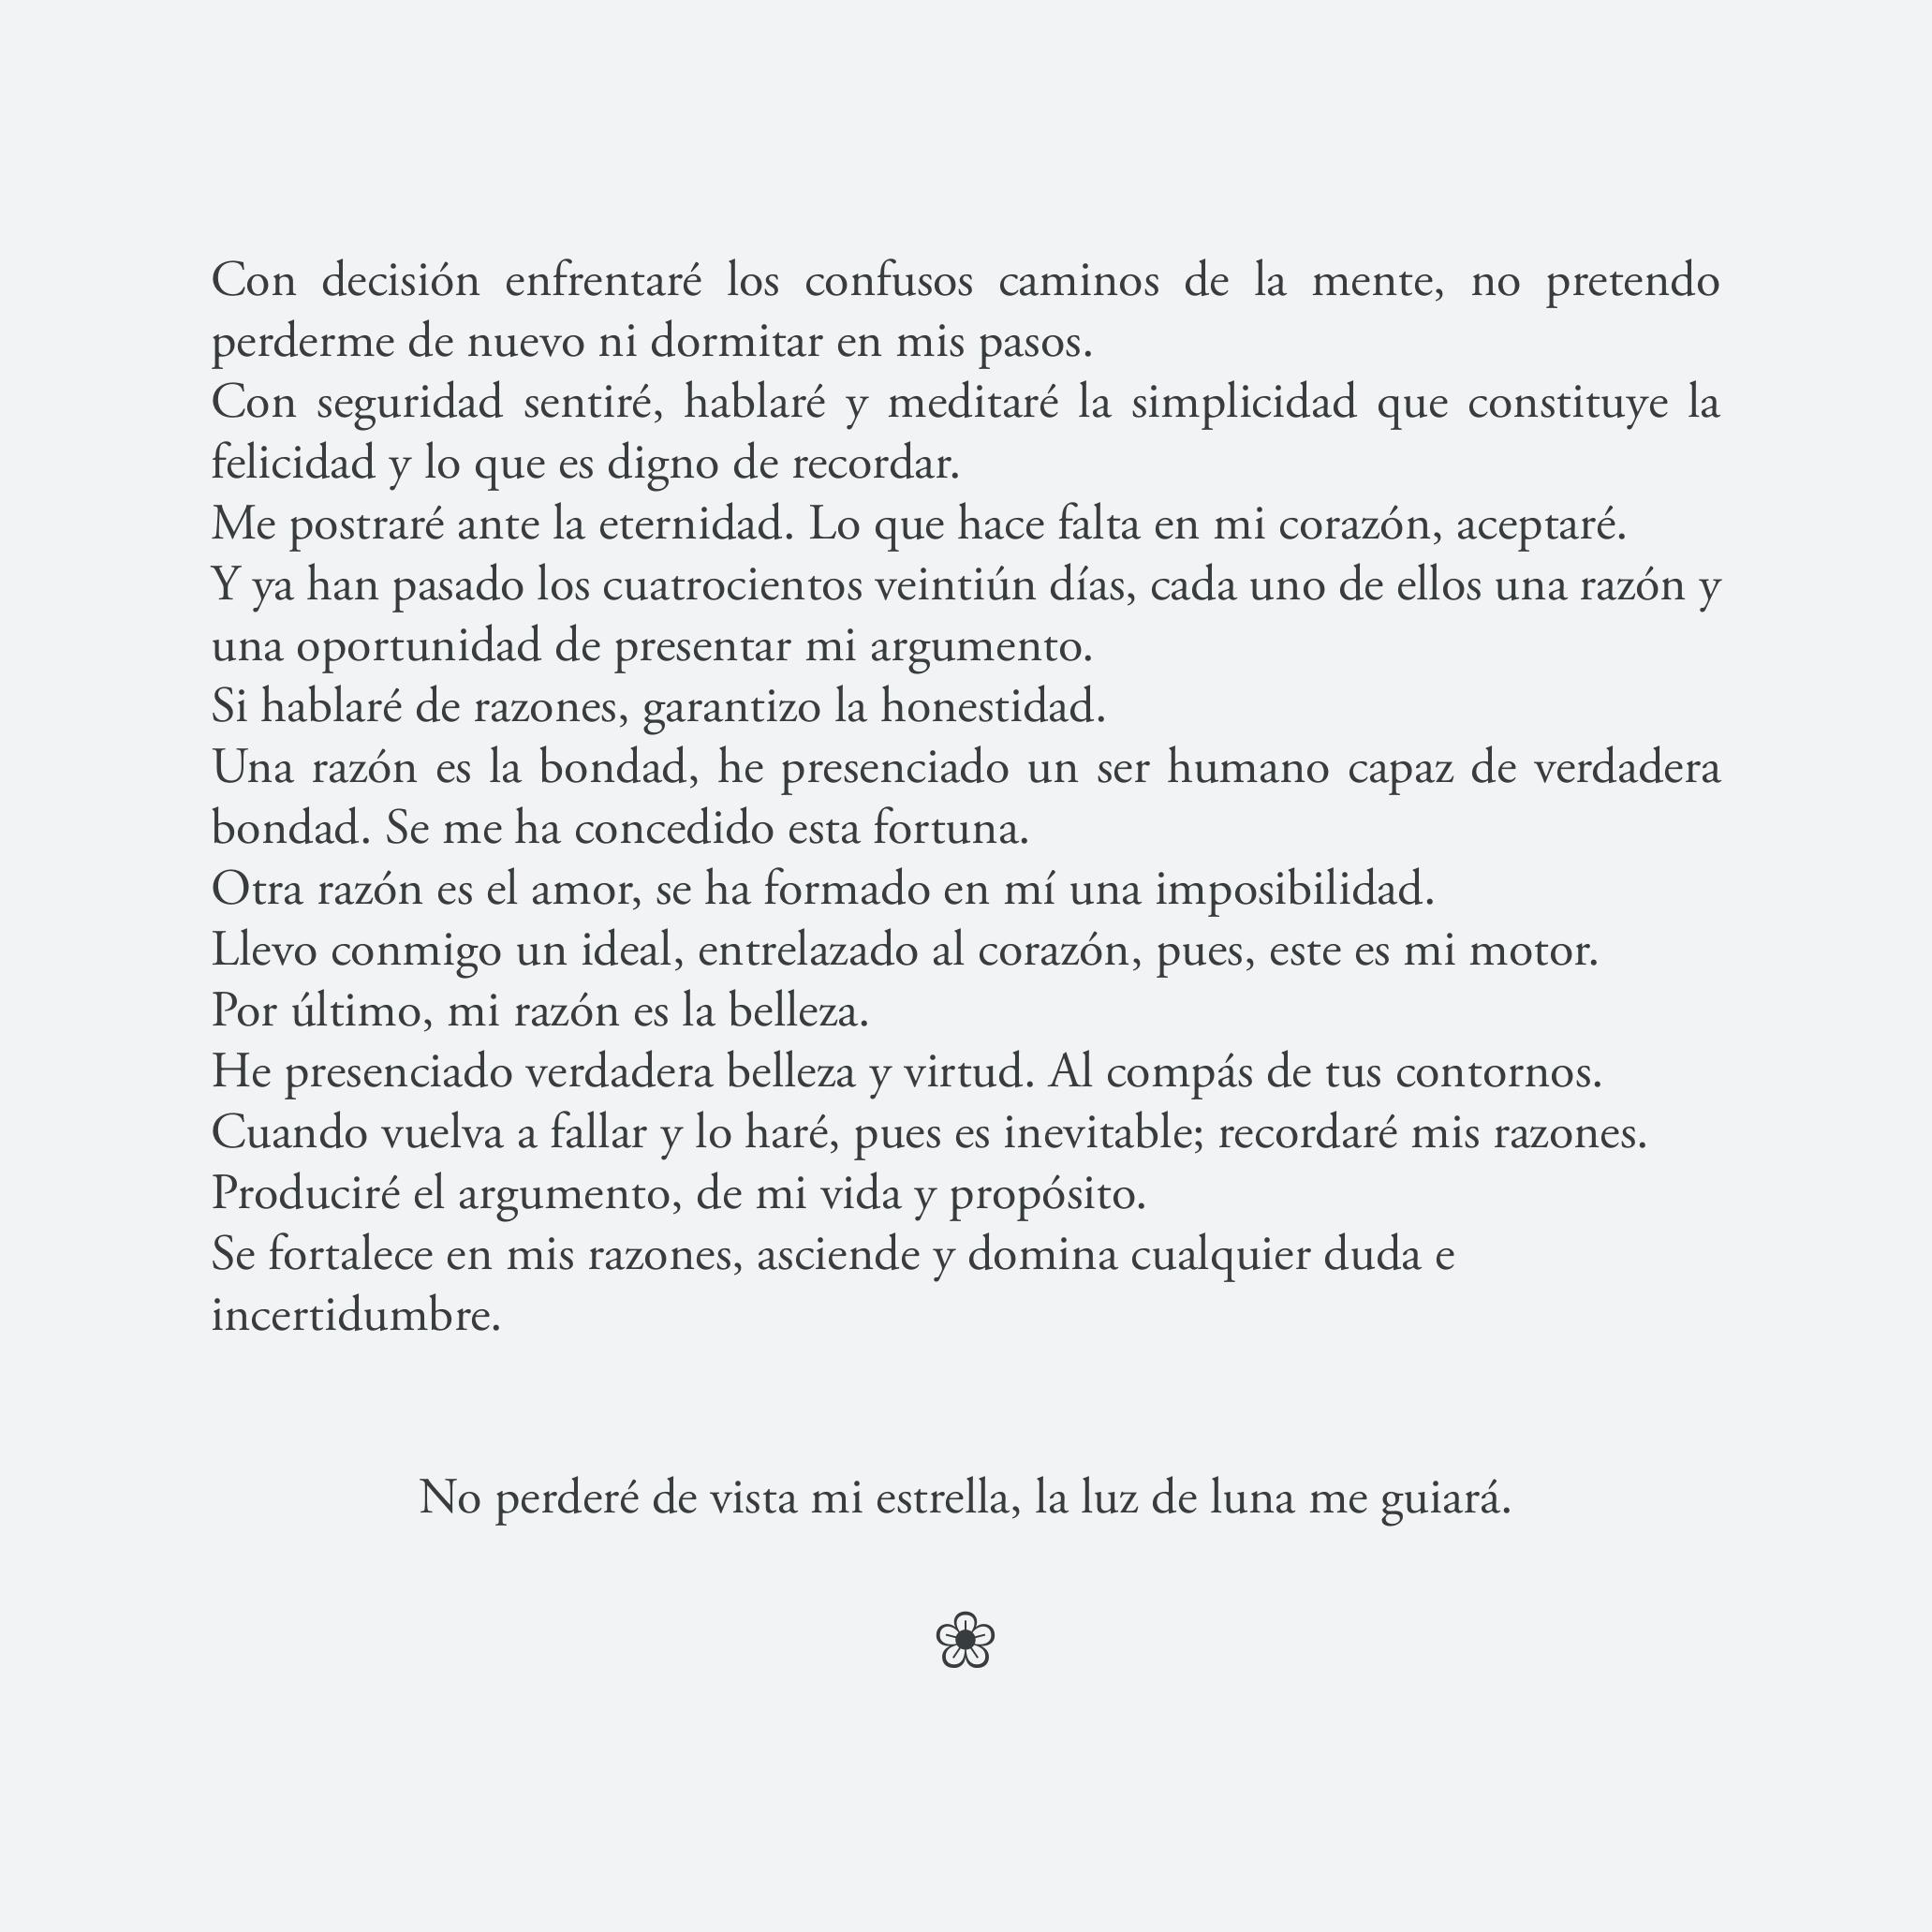 Con decisión enfrentaré los confusos caminos de la mente, no pretendo
perderme de nuevo ni dormitar en mis pasos.
Con seguridad sentiré, hablaré y meditaré la simplicidad que constituye la
felicidad y lo que es digno de recordar.
Me postraré ante la eternidad. Lo que hace falta en mi corazón, aceptaré.
Y ya han pasado los cuatrocientos veintiún días, cada uno de ellos una razón y
una oportunidad de presentar mi argumento.
Si hablaré de razones, garantizo la honestidad.
Una razón es la bondad, he presenciado un ser humano capaz de verdadera
bondad. Se me ha concedido esta fortuna.
Otra razón es el amor, se ha formado en mí una imposibilidad.
Llevo conmigo un ideal, entrelazado al corazón, pues, este es mi motor.
Por último, mi razón es la belleza.
He presenciado verdadera belleza y virtud. Al compás de tus contornos.
Cuando vuelva a fallar y lo haré, pues es inevitable; recordaré mis razones.
Produciré el argumento, de mi vida y propósito.
Se fortalece en mis razones, asciende y domina cualquier duda e
incertidumbre.
No perderé de vista mi estrella, la luz de luna me guiará.